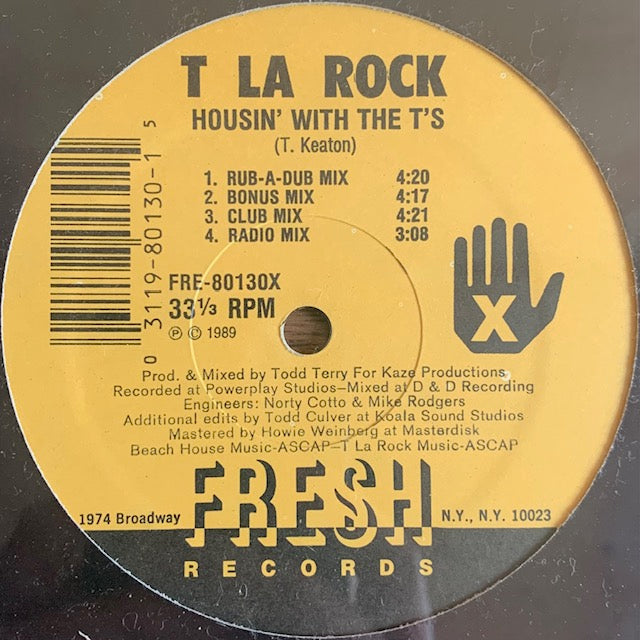 T LA ROCK
HOUSIN' WITH THE T'S
(T. Keaton)
1. RUB-A-DUB MIX 4:20
2. BONUS MIX 4:17
3. CLUB MIX 4:21
4. RADIO MIX 3:08
0 3119-80130-1 5
FRE-80130X
33⅓ RPM
℗ © 1989
X
Prod. & Mixed by Todd Terry For Kaze Productions
Recorded at Powerplay Studios–Mixed at D & D Recording
Engineers: Norty Cotto & Mike Rodgers
Additional edits by Todd Culver at Koala Sound Studios
Mastered by Howie Weinberg at Masterdisk
Beach House Music-ASCAP–T La Rock Music-ASCAP
1974 Broadway FRESH N.Y., N.Y. 10023
RECORDS